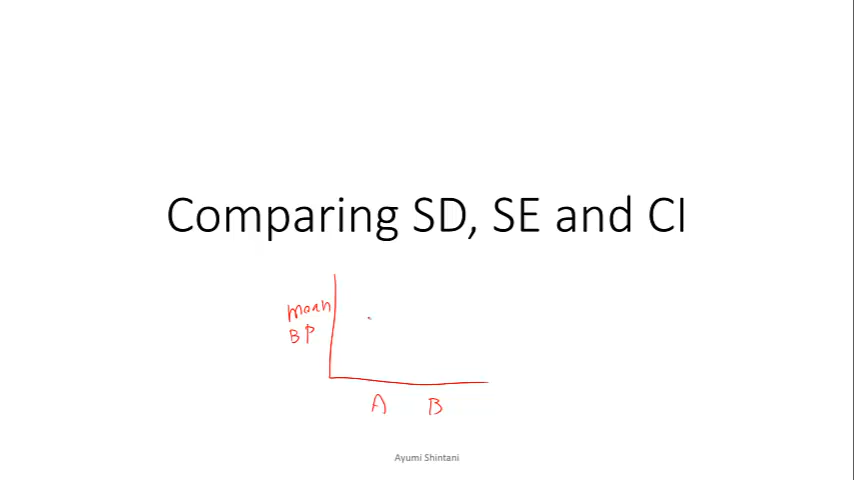 Comparing SD, SE and CI
mean
BP
A B
Ayumi Shintani